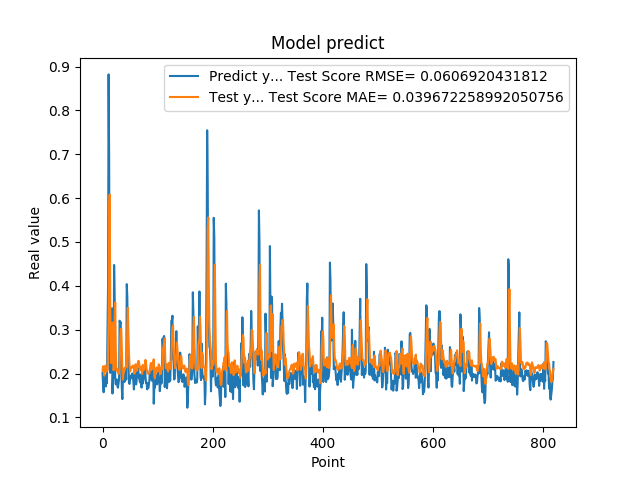 Model predict
Predict y... Test Score RMSE= 0.0606920431812
Test y... Test Score MAE= 0.039672258992050756
0.9
0.8
0.7
0.6
0.5
0.4
0.3
0.2
0.1
Real value
0 200 400 600 800
Point